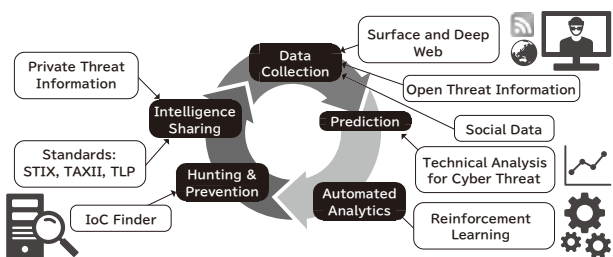 Surface and Deep
Web
Data
Collection
Private Threat
Information
Open Threat Information
Intelligence
Sharing
Prediction
Social Data
Standards:
STIX, TAXII, TLP
Technical Analysis
for Cyber Threat
Hunting &
Prevention
Automated
Analytics
IoC Finder
Reinforcement
Learning